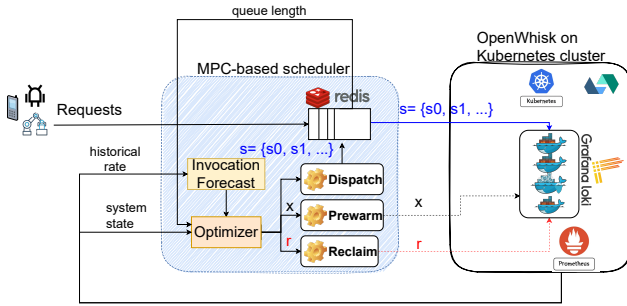 queue length
OpenWhisk on
Kubernetes cluster
MPC-based scheduler
redis
Kubernetes
Requests
s= {s0, s1, ...}
s= {s0, s1, ...}
historical
rate
Invocation
Forecast
Dispatch
Grafana Loki
system
state
Optimizer
x
Prewarm
x
r
Reclaim
r
Prometheus